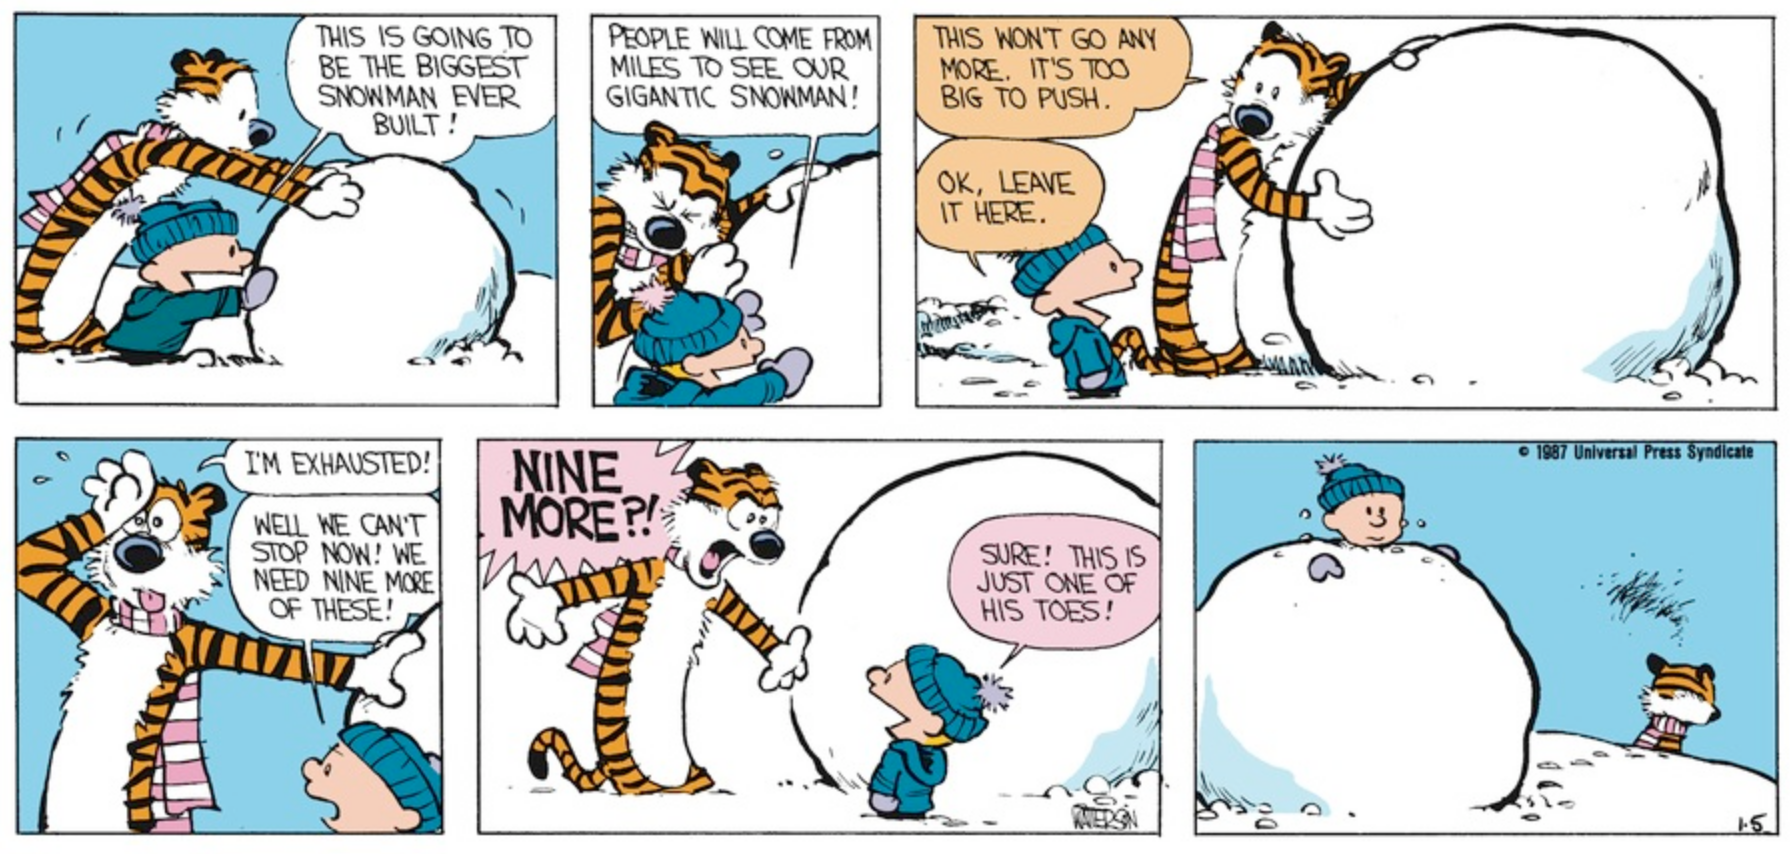 THIS IS GOING TO
BE THE BIGGEST
SNOWMAN EVER
BUILT!
PEOPLE WILL COME FROM
MILES TO SEE OUR
GIGANTIC SNOWMAN!
THIS WON'T GO ANY
MORE. IT'S TOO
BIG TO PUSH.
OK, LEAVE
IT HERE.
I'M EXHAUSTED!
WELL WE CAN'T
STOP NOW! WE
NEED NINE MORE
OF THESE!
NINE
MORE?!
SURE! THIS IS
JUST ONE OF
HIS TOES!
WATTERSON
© 1987 Universal Press Syndicate
1·5